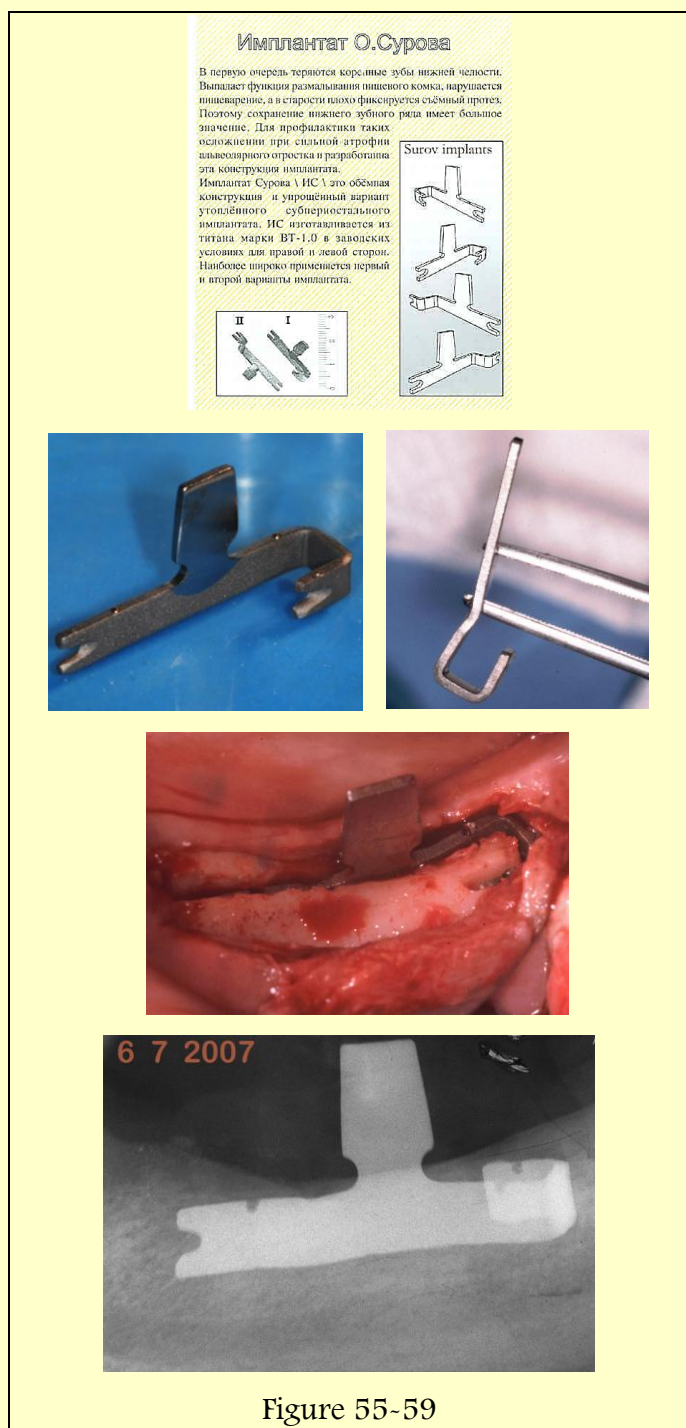 Имплантат О.Сурова
В первую очередь теряются коренные зубы нижней челюсти.
Выпадает функция размалывания пищевого комка, нарушается
пищеварение, а в старости плохо фиксируется съёмный протез.
Поэтому сохранение нижнего зубного ряда имеет большое
значение. Для профилактики таких
осложнении при сильной атрофии
альвеолярного отростка и разработанна
эта конструкция имплантата.
Имплантат Сурова \ ИС \ это обёмная
конструкция и упрощённый вариант
утоплённого субпериостального
имплантата. ИС изготавливается из
титана марки ВТ-1.0 в заводских
условиях для правой и левой сторон.
Наиболее широко применяется первый
и второй варианты имплантата.
Surov implants
II I
6 7 2007
Figure 55-59